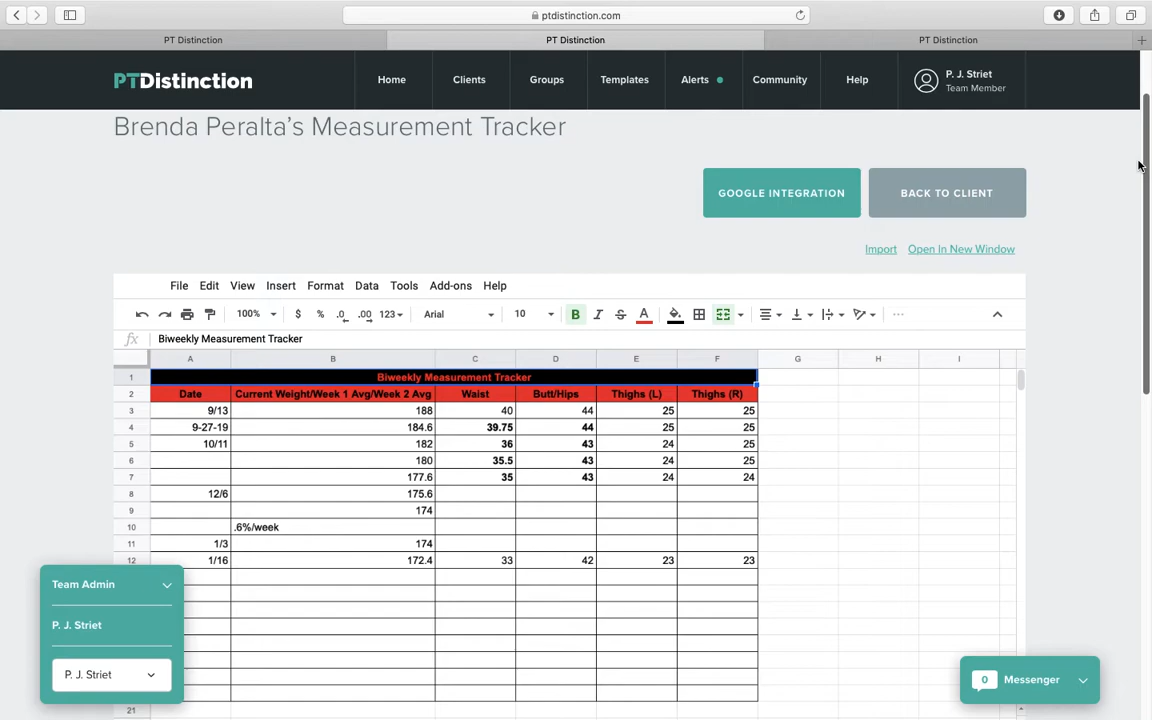 ptdistinction.com
PT Distinction PT Distinction PT Distinction
PTDistinction Home Clients Groups Templates Alerts Community Help P. J. Striet
Team Member
Brenda Peralta's Measurement Tracker
GOOGLE INTEGRATION BACK TO CLIENT
Import Open In New Window
File Edit View Insert Format Data Tools Add-ons Help
100% $ % .0 .00 123 Arial 10 B I S A
fx Biweekly Measurement Tracker
A B C D E F G H I
1 Biweekly Measurement Tracker
2 Date Current Weight/Week 1 Avg/Week 2 Avg Waist Butt/Hips Thighs (L) Thighs (R)
3 9/13 188 40 44 25 25
4 9-27-19 184.6 39.75 44 25 25
5 10/11 182 36 43 24 25
6 180 35.5 43 24 25
7 177.6 35 43 24 24
8 12/6 175.6
9 174
10 .6%/week
11 1/3 174
12 1/16 172.4 33 42 23 23
Team Admin
P. J. Striet
P. J. Striet
0 Messenger
21